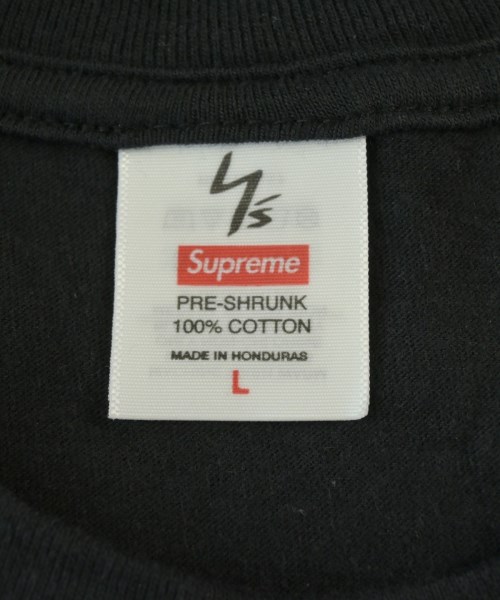 Y's
Supreme
PRE-SHRUNK
100% COTTON
MADE IN HONDURAS
L